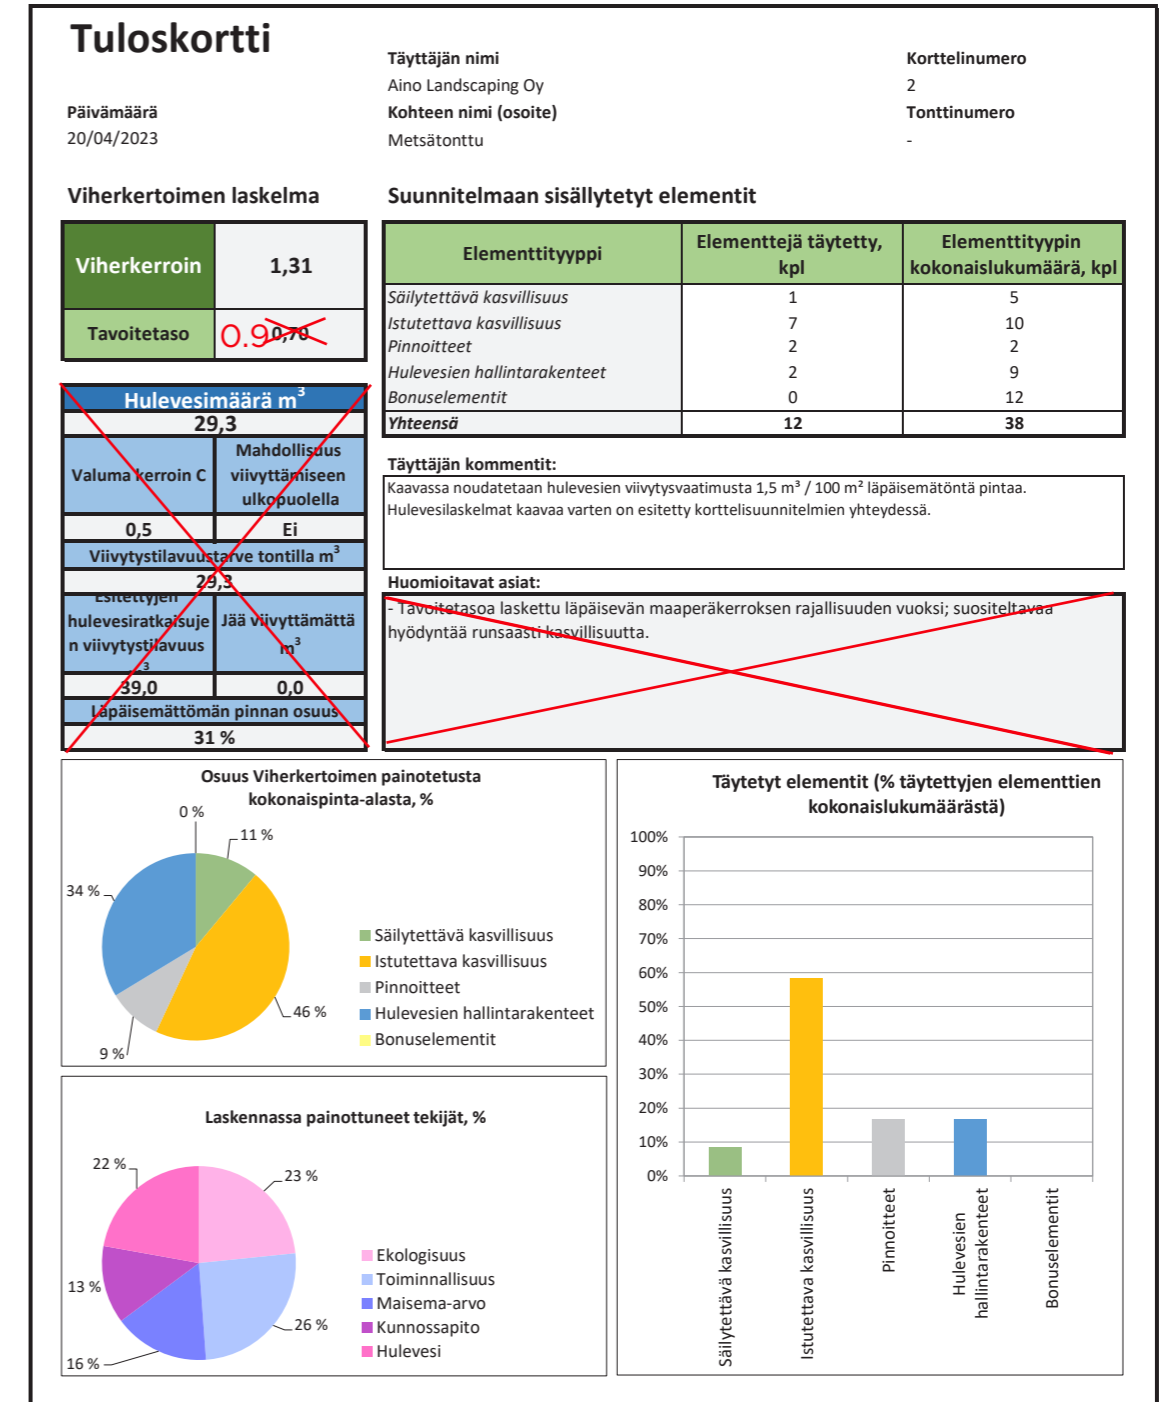 Tuloskortti
Täyttäjän nimi
Korttelinumero
Aino Landscaping Oy
2
Päivämäärä
Kohteen nimi (osoite)
Tonttinumero
20/04/2023
Metsätonttu
-
Viherkertoimen laskelma
Suunnitelmaan sisällytetyt elementit
Viherkerroin
1,31
Tavoitetaso
0.9 0,70
Elementtityyppi
Elementtejä täytetty,
kpl
Elementtityypin
kokonaislukumäärä, kpl
Säilytettävä kasvillisuus 1 5
Istutettava kasvillisuus 7 10
Pinnoitteet 2 2
Hulevesien hallintarakenteet 2 9
Bonuselementit 0 12
Yhteensä 12 38
Hulevesimäärä m³
29,3
Valuma kerroin C
Mahdollisuus
viivyttämiseen
ulkopuolella
0,5
Ei
Viivytystilavuustarve tontilla m³
29,3
Esitettyjen
hulevesiratkaisuje
n viivytystilavuus
³
Jää viivyttämättä
m³
39,0
0,0
Läpäisemättömän pinnan osuus
31 %
Täyttäjän kommentit:
Kaavassa noudatetaan hulevesien viivytysvaatimusta 1,5 m³ / 100 m² läpäisemätöntä pintaa.
Hulevesilaskelmat kaavaa varten on esitetty korttelisuunnitelmien yhteydessä.
Huomioitavat asiat:
- Tavoitetasoa laskettu läpäisevän maaperäkerroksen rajallisuuden vuoksi; suositeltavaa
hyödyntää runsaasti kasvillisuutta.
Osuus Viherkertoimen painotetusta
kokonaispinta-alasta, %
0 %
11 %
34 %
46 %
9 %
Säilytettävä kasvillisuus
Istutettava kasvillisuus
Pinnoitteet
Hulevesien hallintarakenteet
Bonuselementit
Laskennassa painottuneet tekijät, %
22 %
23 %
13 %
26 %
16 %
Ekologisuus
Toiminnallisuus
Maisema-arvo
Kunnossapito
Hulevesi
Täytetyt elementit (% täytettyjen elementtien
kokonaislukumäärästä)
100%
90%
80%
70%
60%
50%
40%
30%
20%
10%
0%
Säilytettävä kasvillisuus
Istutettava kasvillisuus
Pinnoitteet
Hulevesien
hallintarakenteet
Bonuselementit